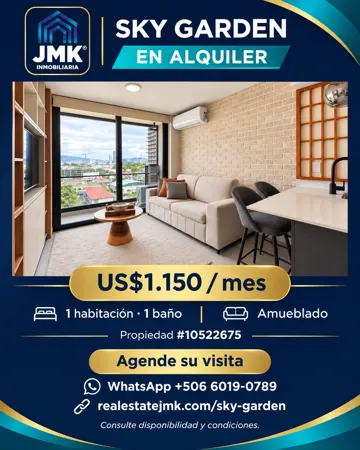 JMK®
INMOBILIARIA
SKY GARDEN
EN ALQUILER
US$1.150 / mes
1 habitación · 1 baño
Amueblado
Propiedad #10522675
Agende su visita
WhatsApp +506 6019-0789
realestatejmk.com/sky-garden
Consulte disponibilidad y condiciones.